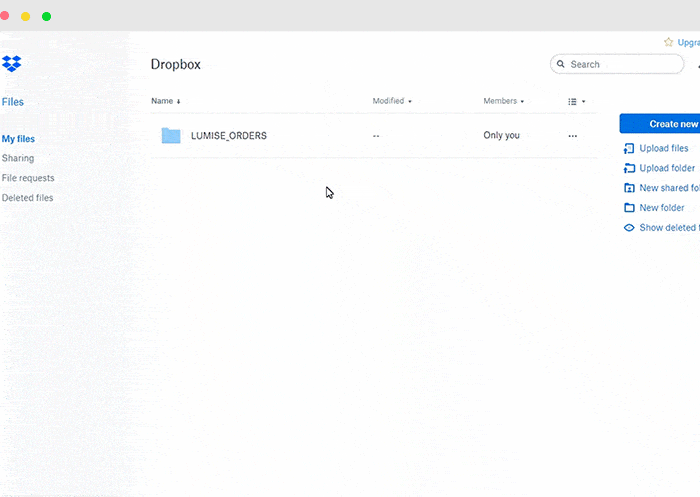 Upgra
Dropbox
Search
Files
Name
Modified
Members
My files
Sharing
File requests
Deleted files
LUMISE_ORDERS
--
Only you
Create new
Upload files
Upload folder
New shared fol
New folder
Show deleted f